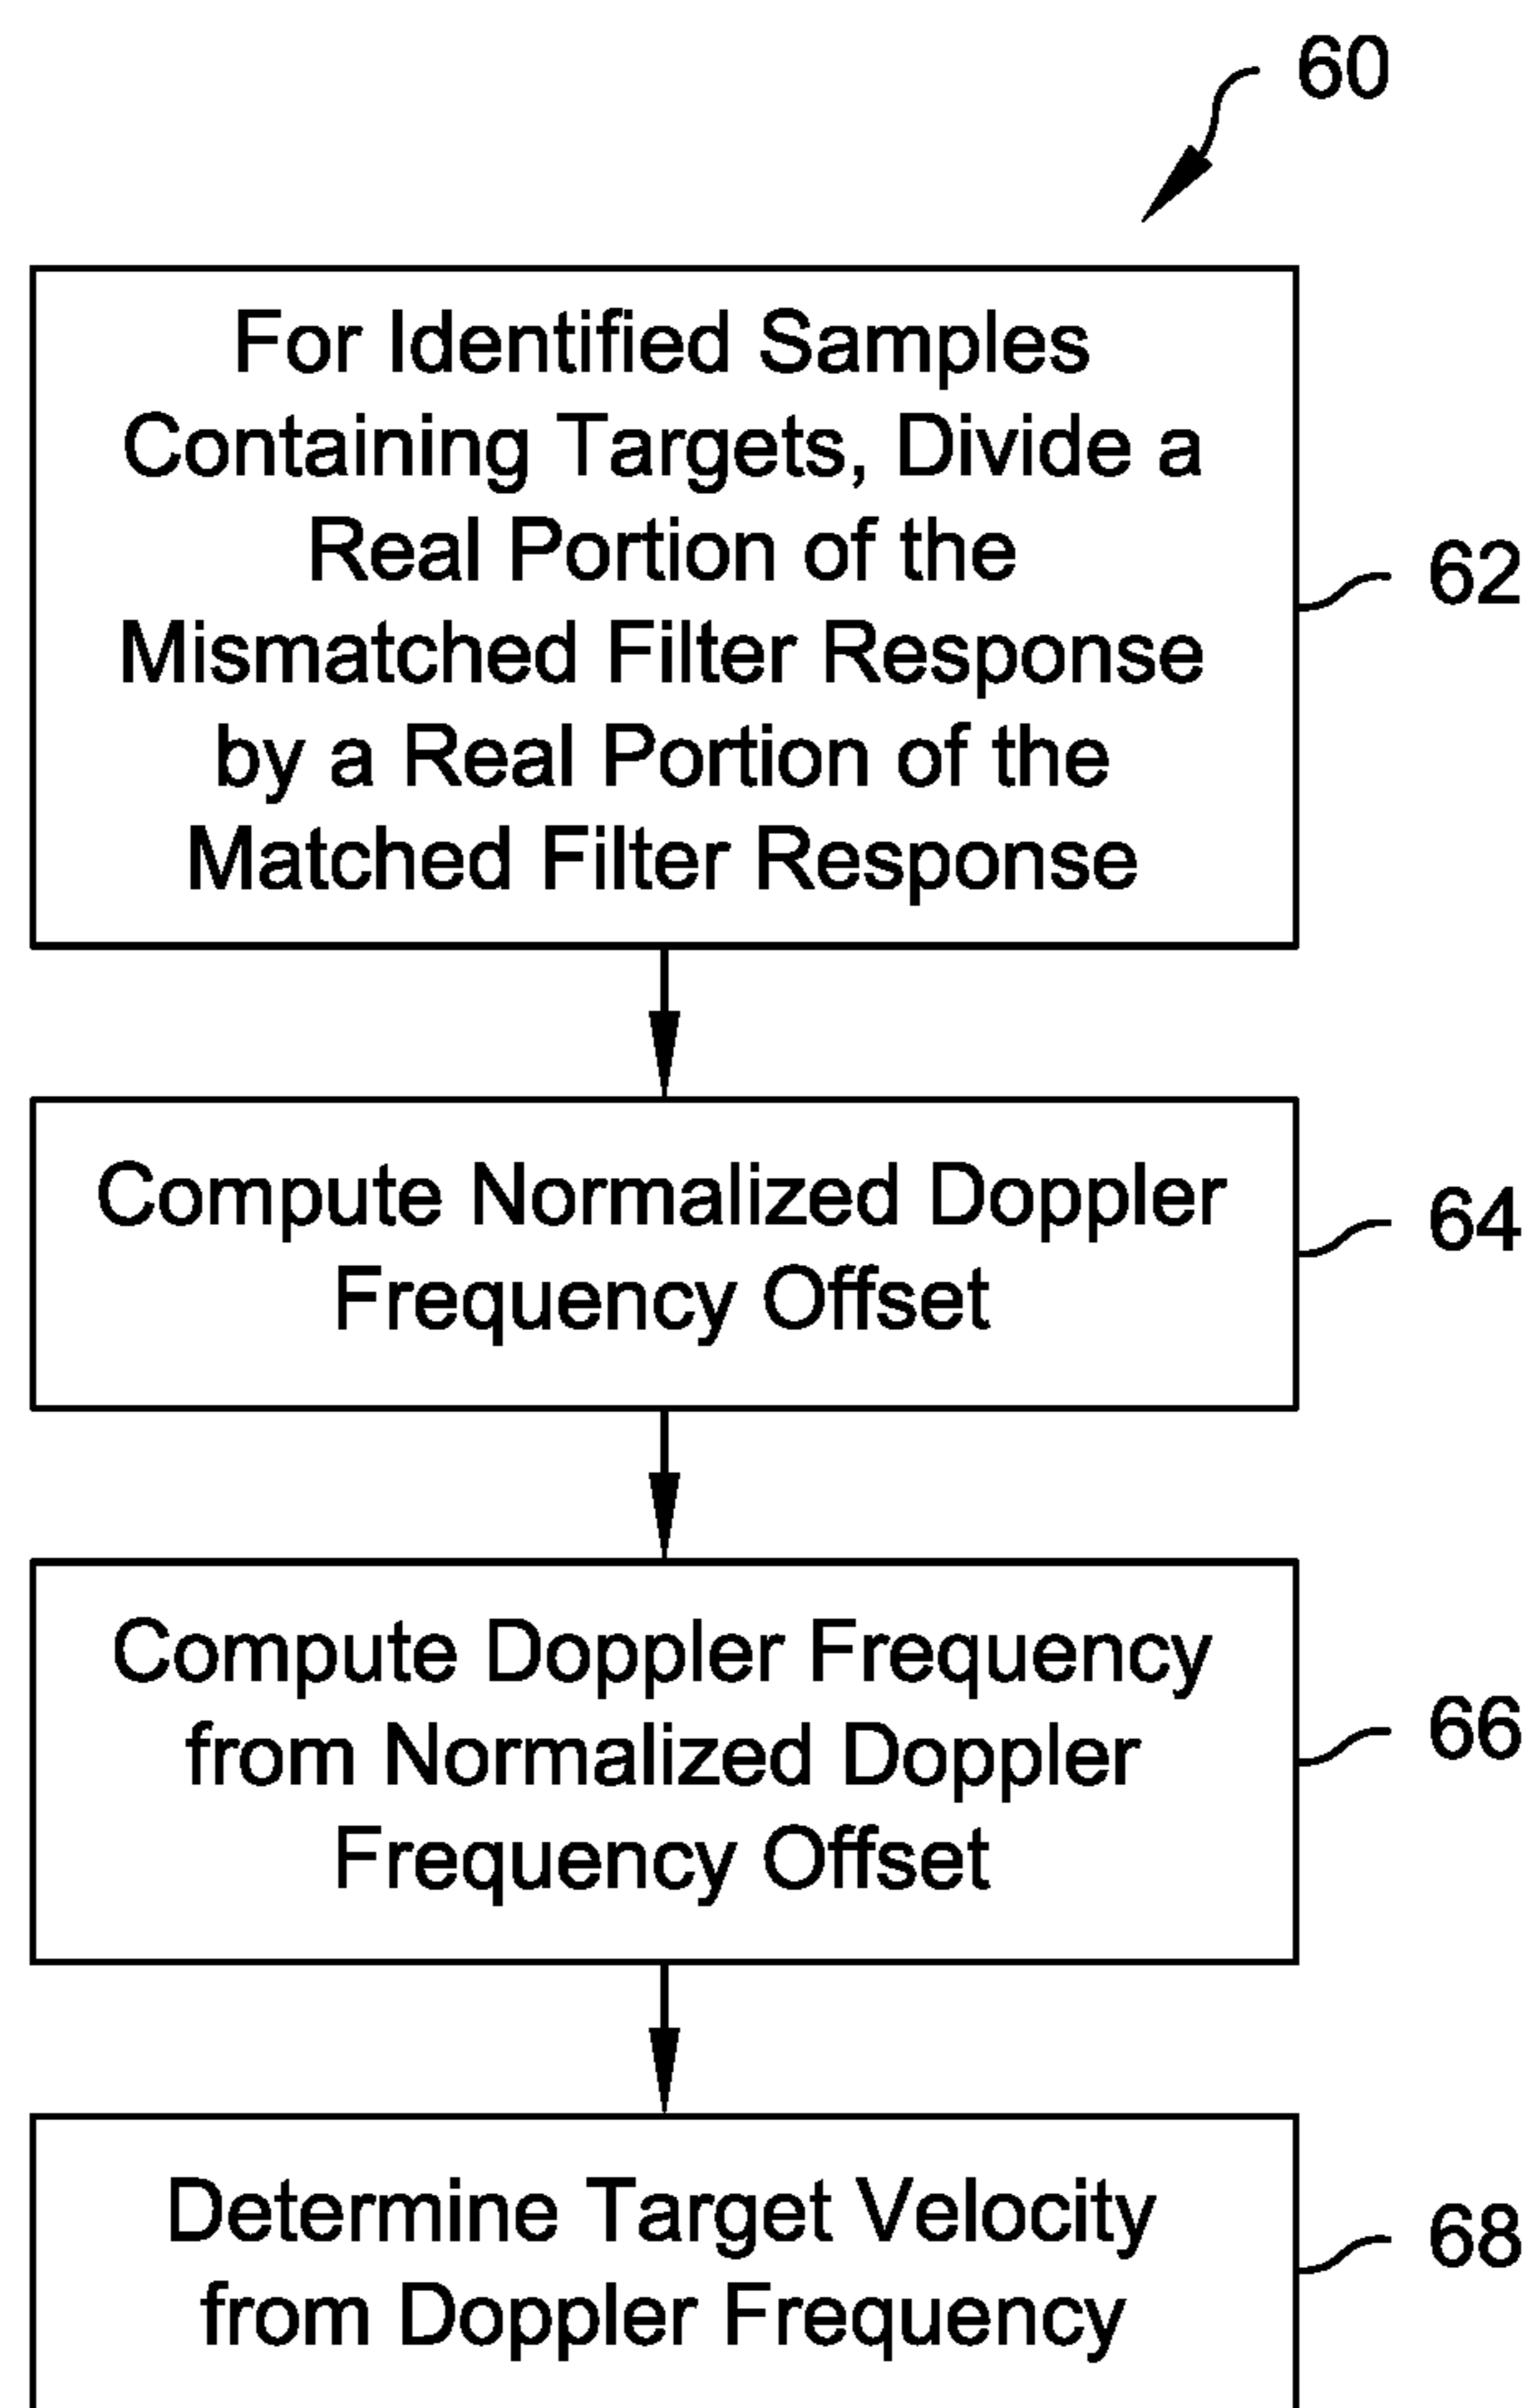 60
For Identified Samples
Containing Targets, Divide a
Real Portion of the
Mismatched Filter Response
by a Real Portion of the
Matched Filter Response
62
Compute Normalized Doppler
Frequency Offset
64
Compute Doppler Frequency
from Normalized Doppler
Frequency Offset
66
Determine Target Velocity
from Doppler Frequency
68